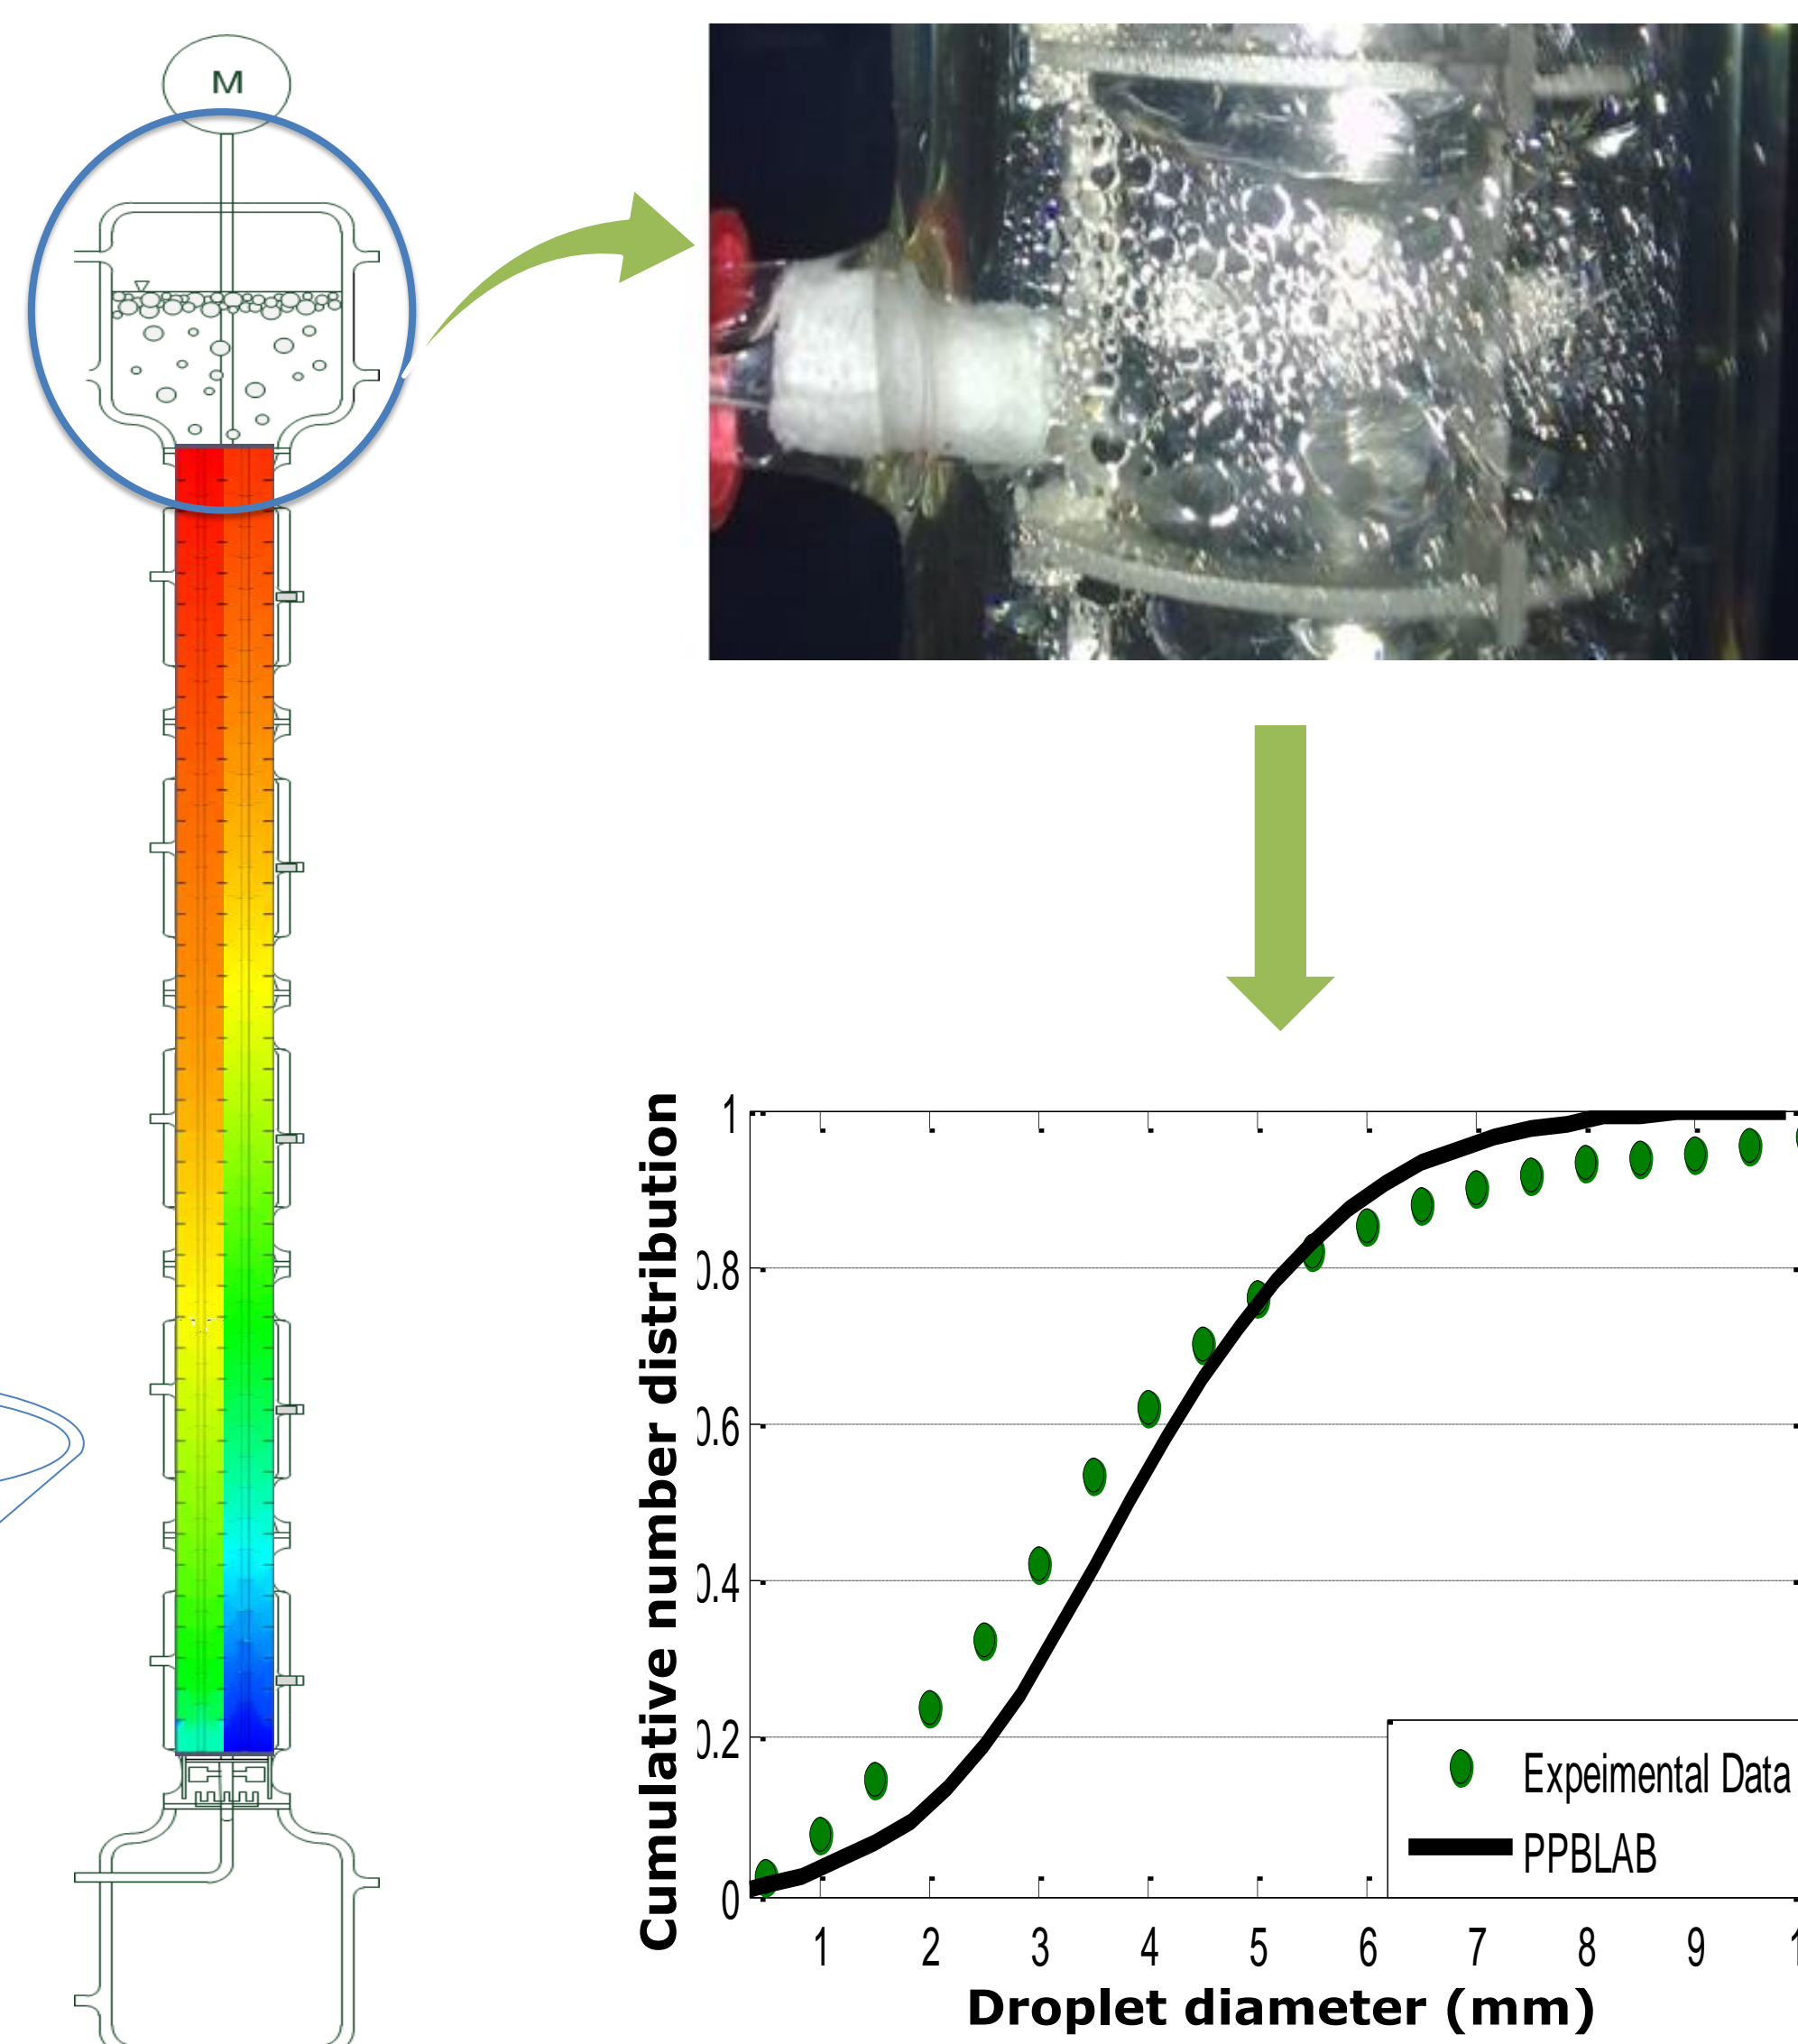 M
Cumulative number distribution
1
0.8
0.6
0.4
0.2
0
Expeimental Data
PPBLAB
1 2 3 4 5 6 7 8 9 1
Droplet diameter (mm)